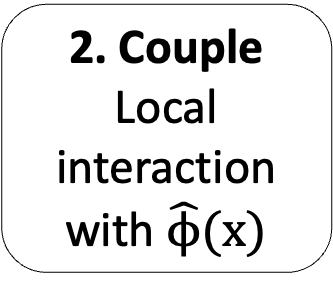 2. Couple
Local
interaction
with ϕ̂(x)